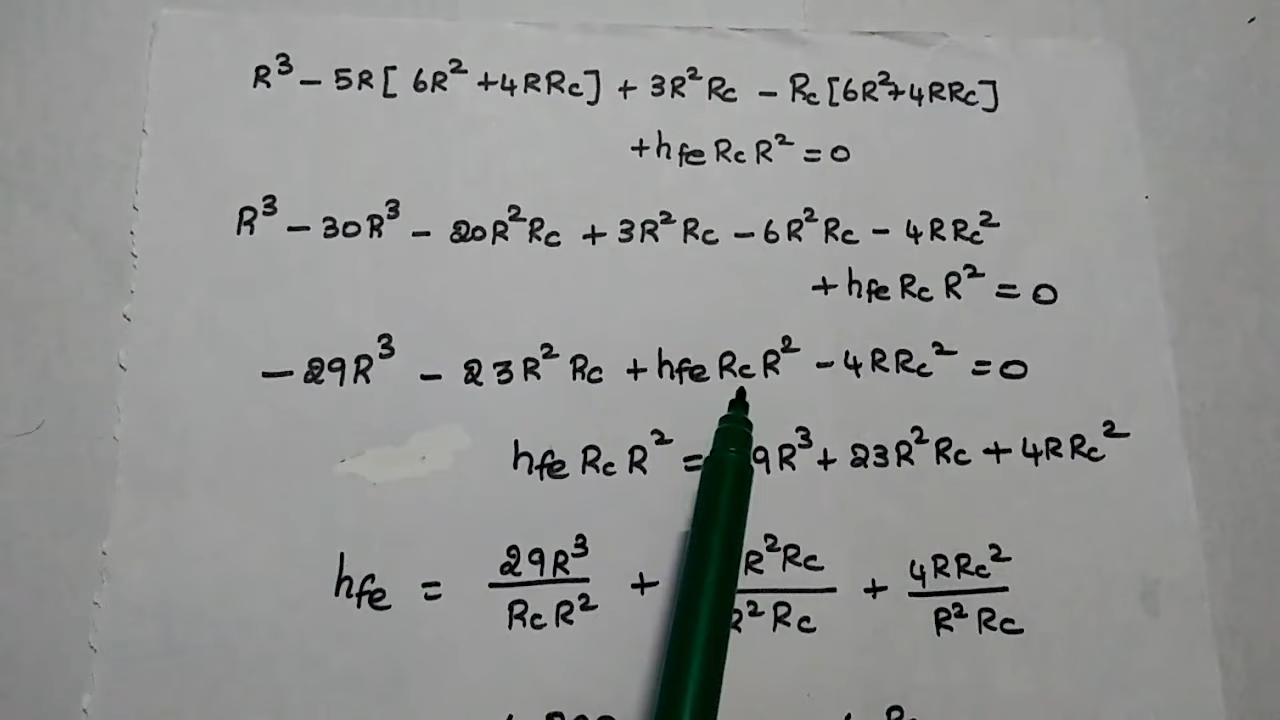 R³ - 5R[ 6R² + 4RRc] + 3R²Rc - Rc[6R²+4RRc]
+hfe Rc R² = 0
R³ - 30R³ - 20R²Rc + 3R²Rc - 6R²Rc - 4RRc²
+ hfe Rc R² = 0
-29R³ - 23R²Rc + hfe RcR² - 4RRc² = 0
hfe Rc R² = 9R³ + 23R²Rc + 4RRc²
hfe = 29R³/RcR² + R²Rc/R²Rc + 4RRc²/R²Rc